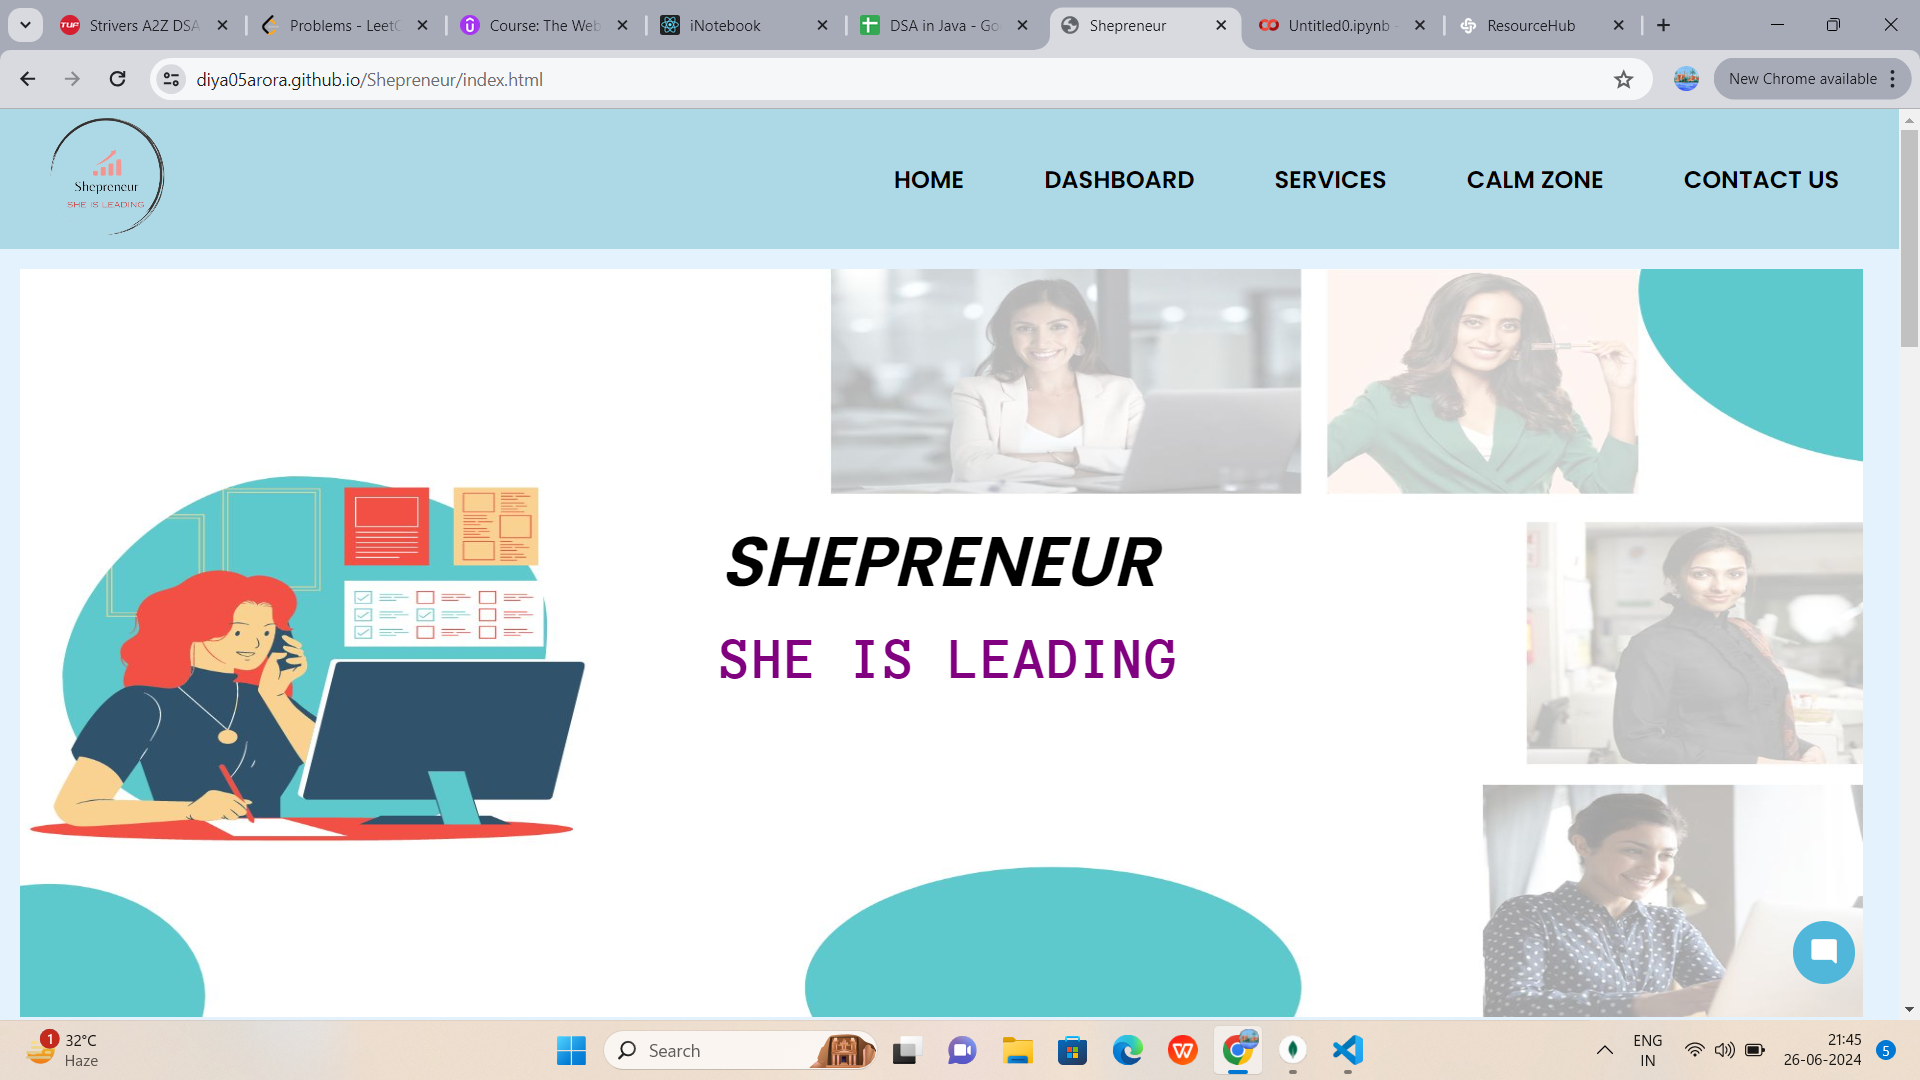 Strivers A2Z DSA
Problems - LeetC
Course: The Web
iNotebook
DSA in Java - Go
Shepreneur
Untitled0.ipynb -
ResourceHub
diya05arora.github.io/Shepreneur/index.html
New Chrome available
Shepreneur
SHE IS LEADING
HOME
DASHBOARD
SERVICES
CALM ZONE
CONTACT US
SHEPRENEUR
SHE IS LEADING
1
32°C
Haze
Search
ENG
IN
21:45
26-06-2024
5